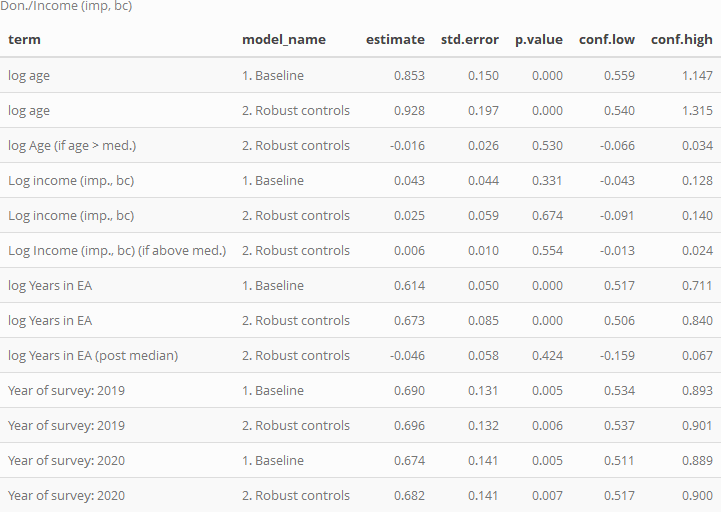 Don./Income (imp, bc)
term model_name estimate std.error p.value conf.low conf.high
log age 1. Baseline 0.853 0.150 0.000 0.559 1.147
log age 2. Robust controls 0.928 0.197 0.000 0.540 1.315
log Age (if age > med.) 2. Robust controls -0.016 0.026 0.530 -0.066 0.034
Log income (imp., bc) 1. Baseline 0.043 0.044 0.331 -0.043 0.128
Log income (imp., bc) 2. Robust controls 0.025 0.059 0.674 -0.091 0.140
Log Income (imp., bc) (if above med.) 2. Robust controls 0.006 0.010 0.554 -0.013 0.024
log Years in EA 1. Baseline 0.614 0.050 0.000 0.517 0.711
log Years in EA 2. Robust controls 0.673 0.085 0.000 0.506 0.840
log Years in EA (post median) 2. Robust controls -0.046 0.058 0.424 -0.159 0.067
Year of survey: 2019 1. Baseline 0.690 0.131 0.005 0.534 0.893
Year of survey: 2019 2. Robust controls 0.696 0.132 0.006 0.537 0.901
Year of survey: 2020 1. Baseline 0.674 0.141 0.005 0.511 0.889
Year of survey: 2020 2. Robust controls 0.682 0.141 0.007 0.517 0.900